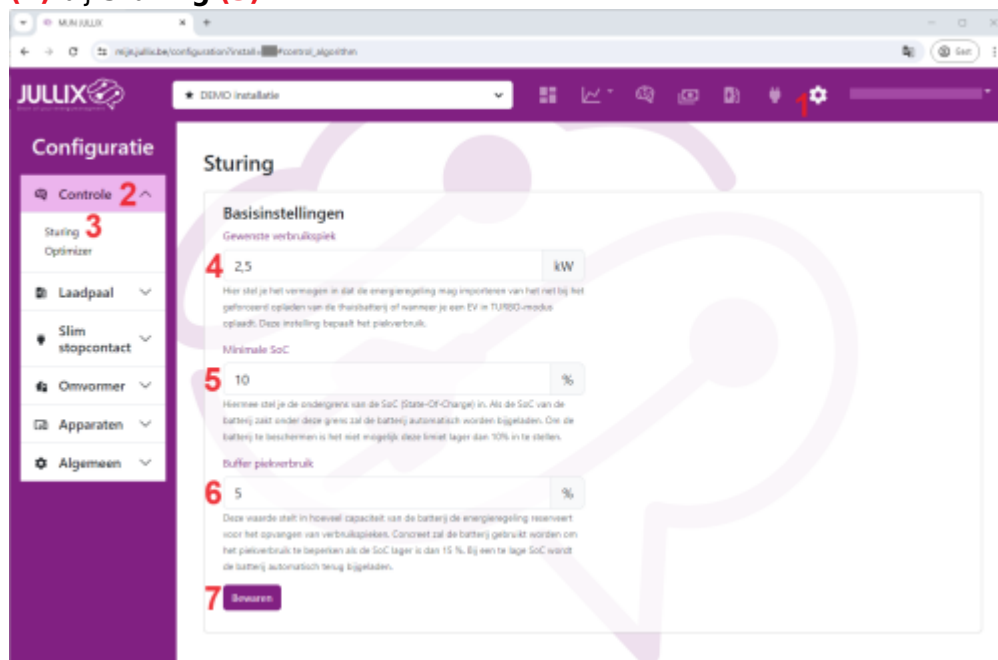 MIJN JULLIX
mijn.jullix.be/configuration?install= #control_algorithm
Gast
JULLIX
DEMO Installatie
1
Configuratie
Controle 2
Sturing 3
Optimizer
Laadpaal
Slim
stopcontact
Omvormer
Apparaten
Algemeen
Sturing
Basisinstellingen
Gewenste verbruikspiek
4 2,5 kW
Hier stel je het vermogen in dat de energieregeling mag importeren van het net bij het
geforceerd opladen van de thuisbatterij of wanneer je een EV in TURBO-modus
oplaadt. Deze instelling bepaalt het piekverbruik.
Minimale SoC
5 10 %
Hiermee stel je de ondergrens van de SoC (State-Of-Charge) in. Als de SoC van de
batterij zakt onder deze grens zal de batterij automatisch worden bijgeladen. Om de
batterij te beschermen is het niet mogelijk deze limiet lager dan 10% in te stellen.
Buffer piekverbruik
6 5 %
Deze waarde stelt in hoeveel capaciteit van de batterij de energieregeling reserveert
voor het opvangen van verbruikspieken. Concreet zal de batterij gebruikt worden om
het piekverbruik te beperken als de SoC lager is dan 15 %. Bij een te lage SoC wordt
de batterij automatisch terug bijgeladen.
7 Bewaren